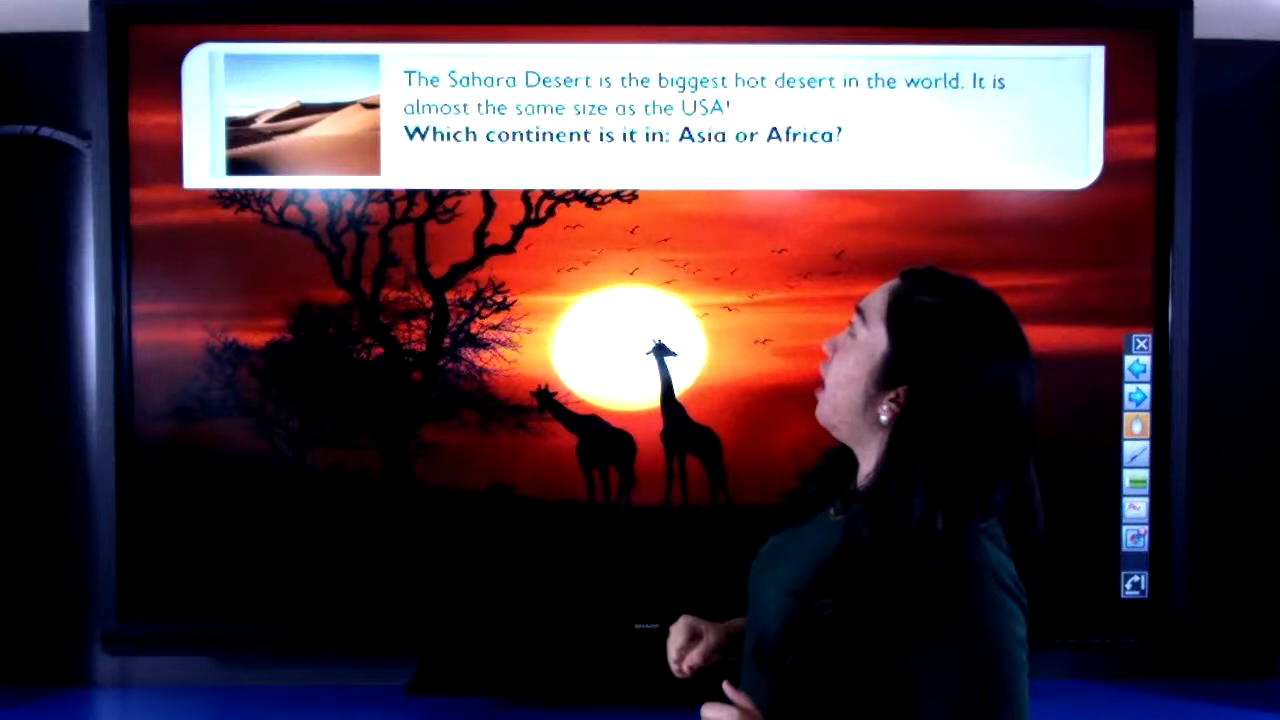 The Sahara Desert is the biggest hot desert in the world. It is
almost the same size as the USA!
Which continent is it in: Asia or Africa?
SHARP